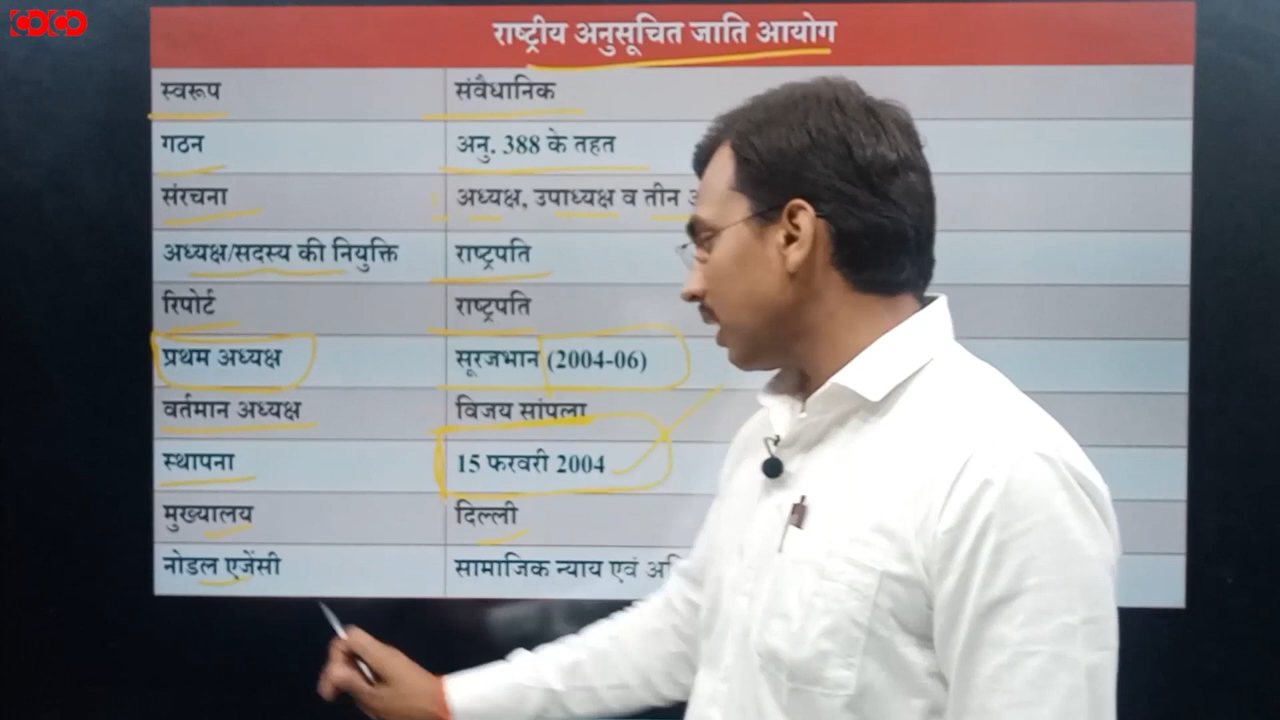 COCO
राष्ट्रीय अनुसूचित जाति आयोग
स्वरूप संवैधानिक
गठन अनु. 388 के तहत
संरचना अध्यक्ष, उपाध्यक्ष व तीन
अध्यक्ष/सदस्य की नियुक्ति राष्ट्रपति
रिपोर्ट राष्ट्रपति
प्रथम अध्यक्ष सूरजभान (2004-06)
वर्तमान अध्यक्ष विजय सांपला
स्थापना 15 फरवरी 2004
मुख्यालय दिल्ली
नोडल एजेंसी सामाजिक न्याय एवं